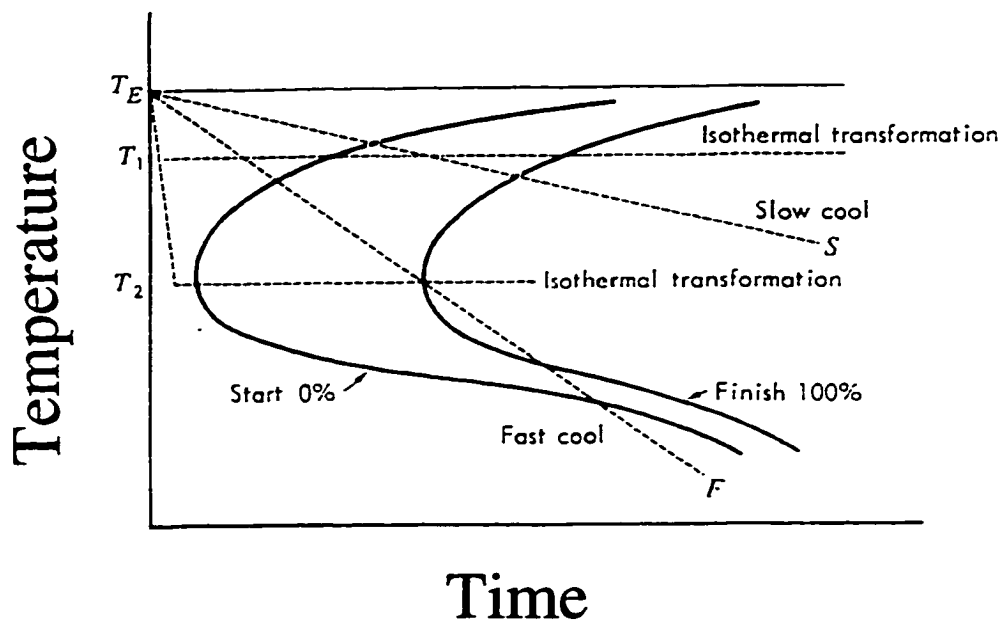 Temperature
T_E
T_1
Isothermal transformation
Slow cool
S
T_2
Isothermal transformation
Start 0%
Finish 100%
Fast cool
F
Time